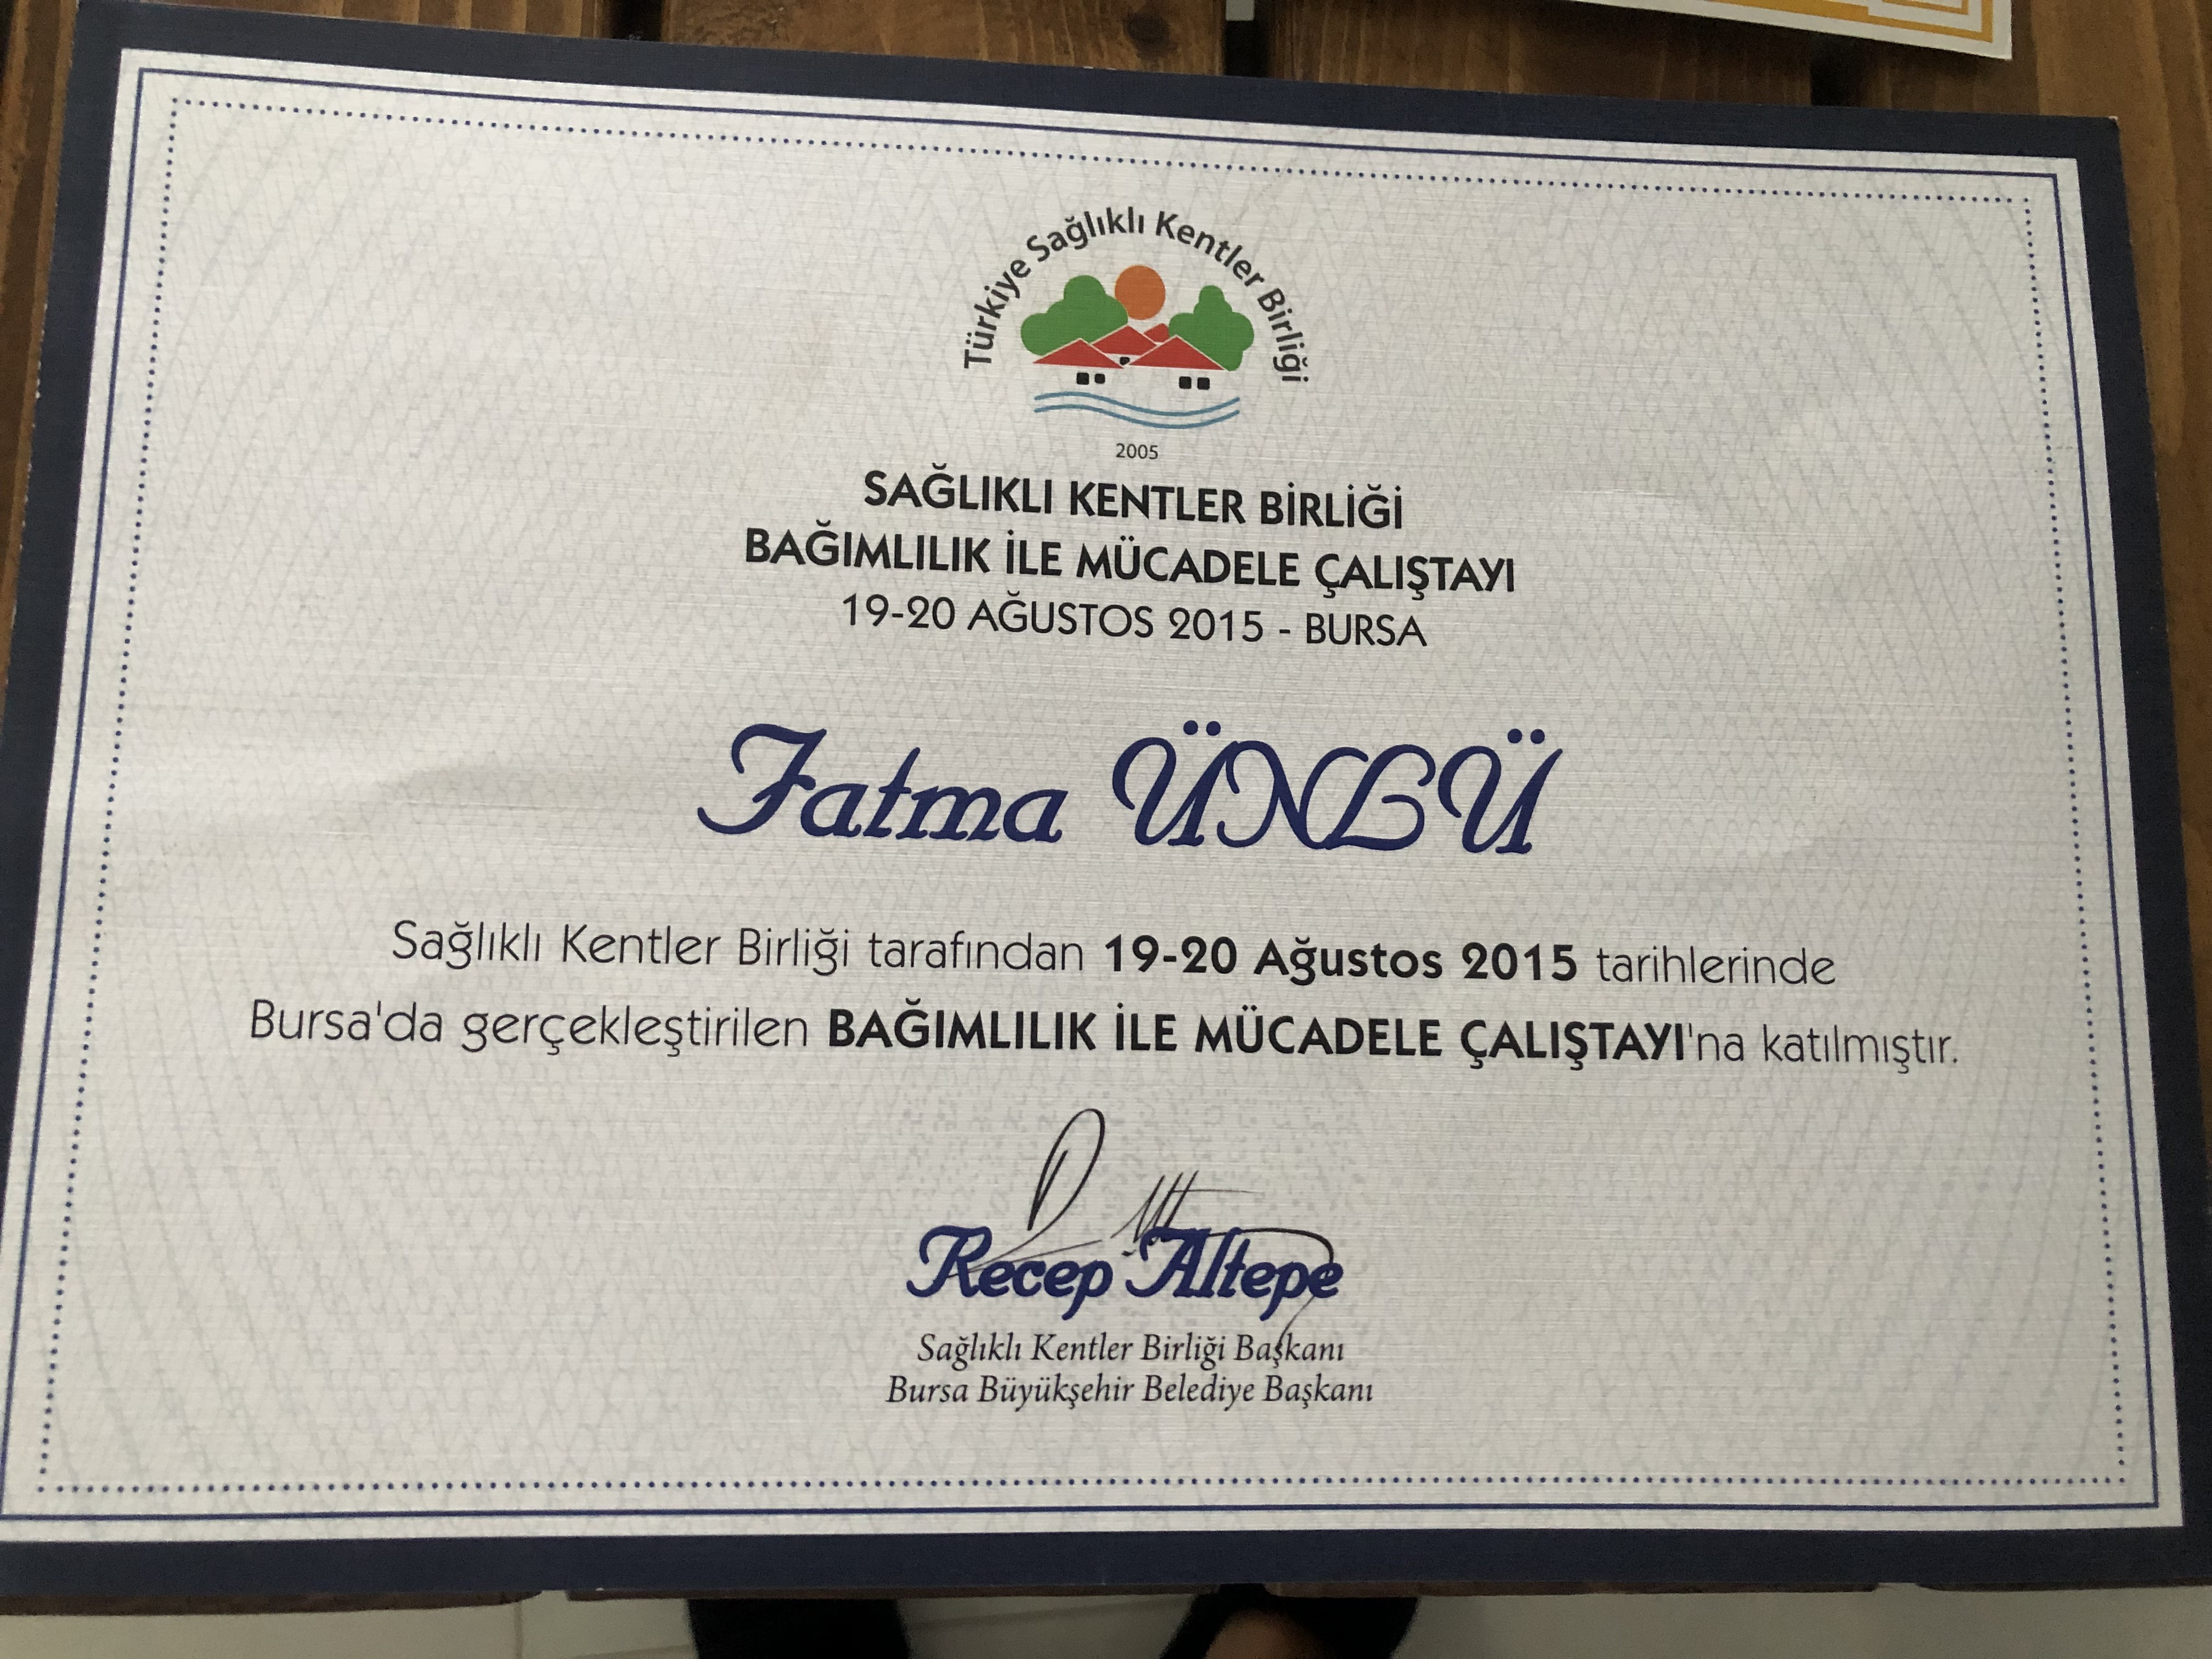 Türkiye Sağlıklı Kentler Birliği
2005
SAĞLIKLI KENTLER BİRLİĞİ
BAĞIMLILIK İLE MÜCADELE ÇALIŞTAYI
19-20 AĞUSTOS 2015 - BURSA
Fatma ÜNLÜ
Sağlıklı Kentler Birliği tarafından 19-20 Ağustos 2015 tarihlerinde
Bursa'da gerçekleştirilen BAĞIMLILIK İLE MÜCADELE ÇALIŞTAYI'na katılmıştır.
Recep Altepe
Sağlıklı Kentler Birliği Başkanı
Bursa Büyükşehir Belediye Başkanı